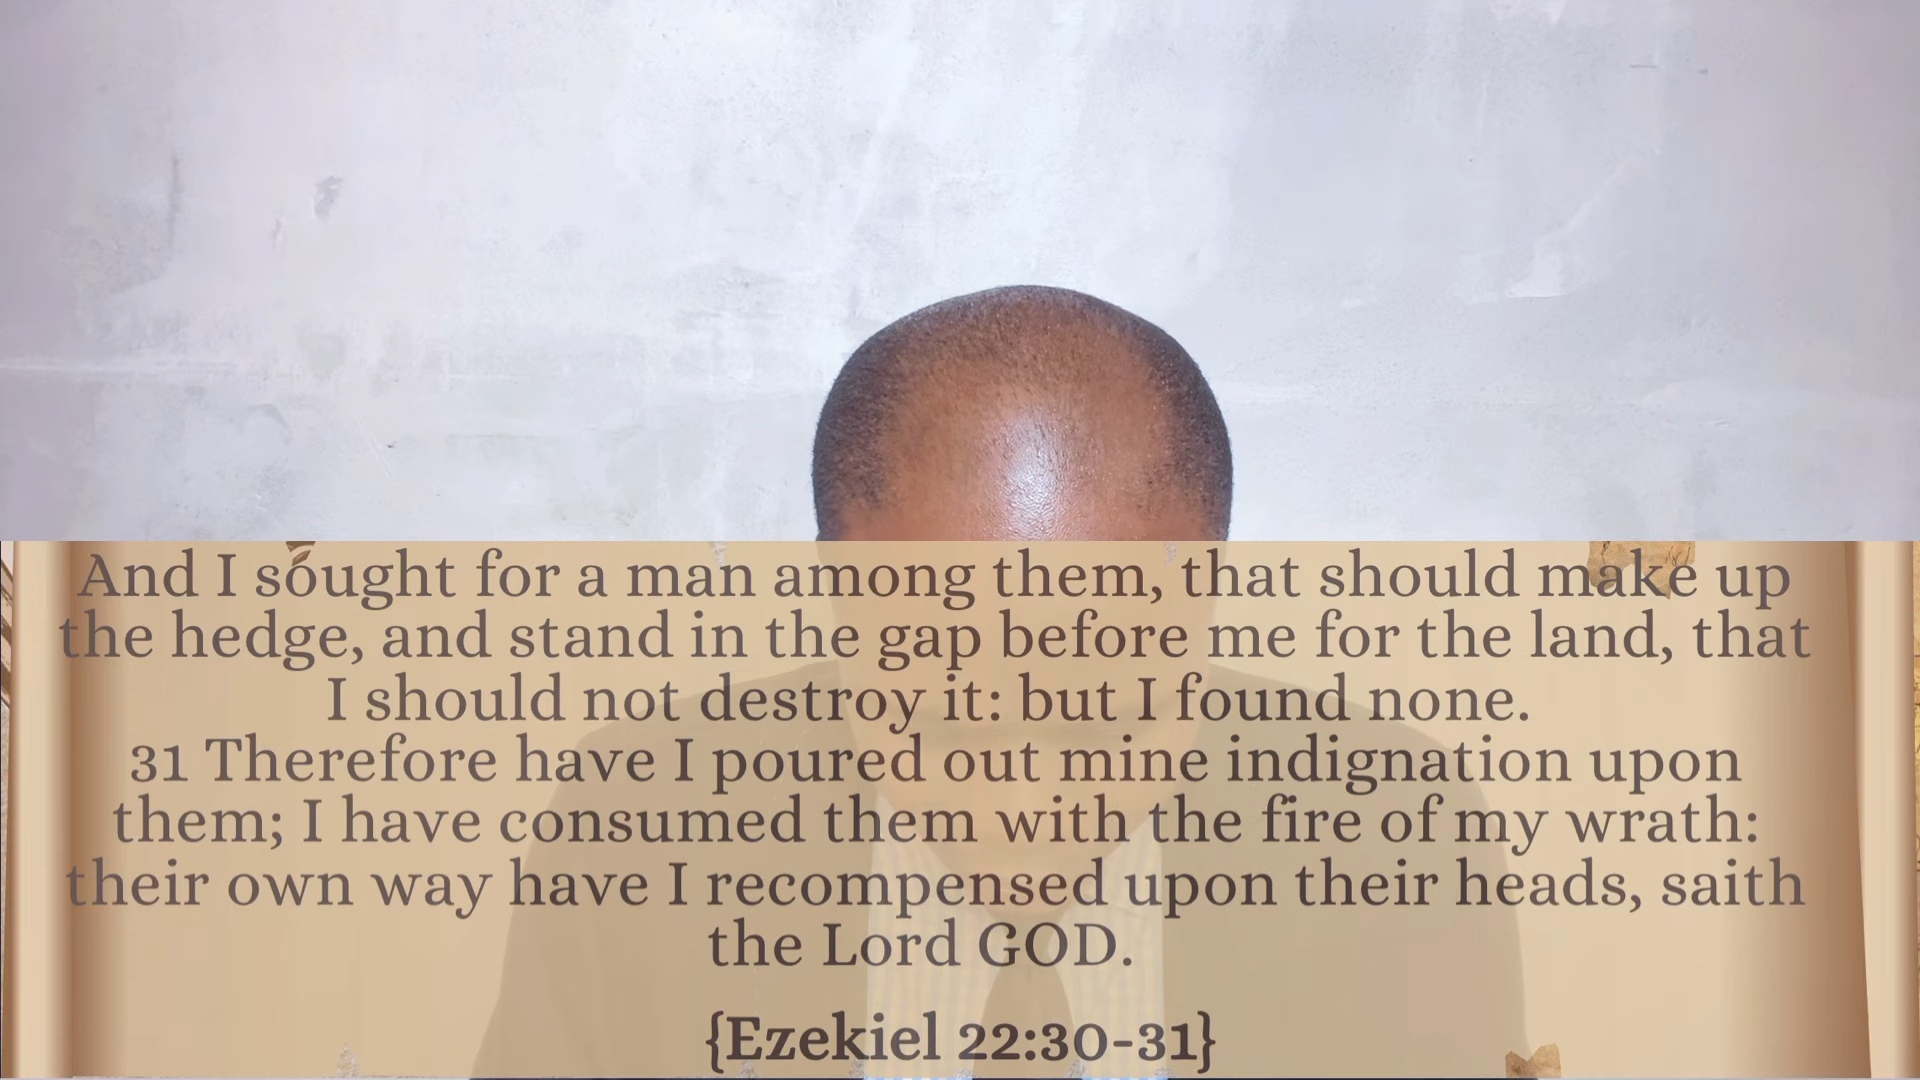 And I sought for a man among them, that should make up
the hedge, and stand in the gap before me for the land, that
I should not destroy it: but I found none.
31 Therefore have I poured out mine indignation upon
them; I have consumed them with the fire of my wrath:
their own way have I recompensed upon their heads, saith
the Lord GOD.
{Ezekiel 22:30-31}